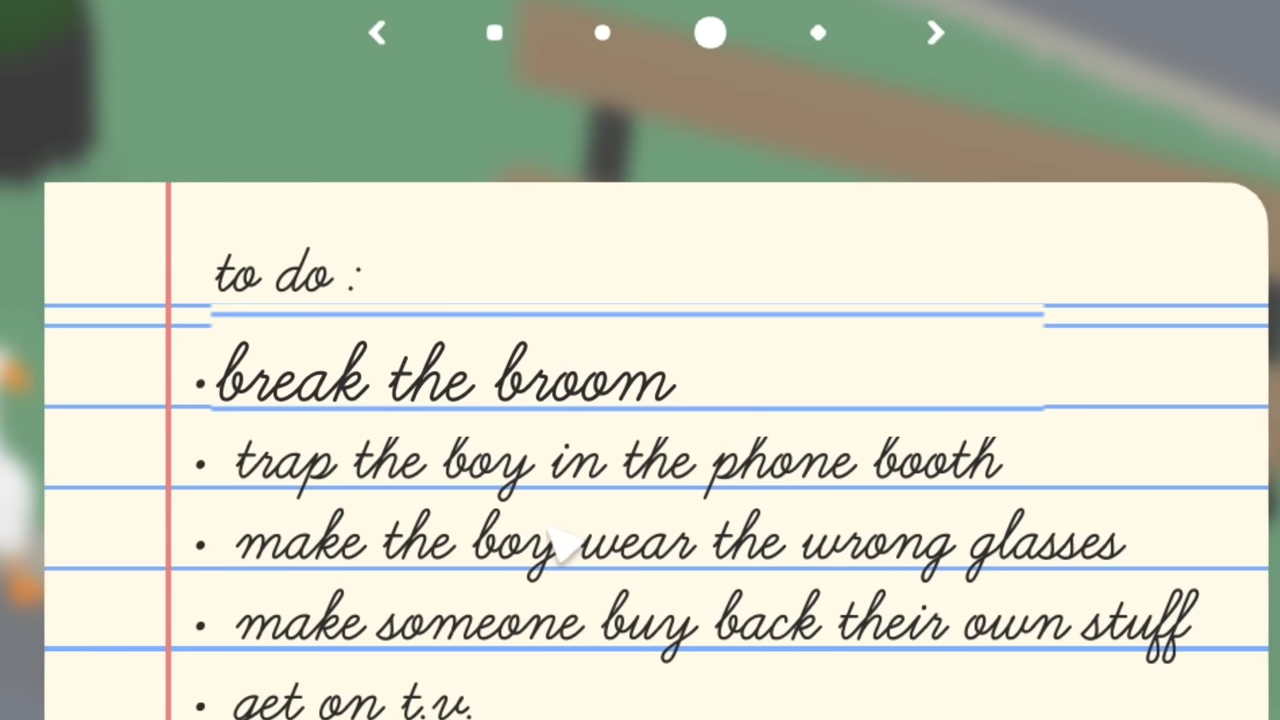 to do :
• break the broom
• trap the boy in the phone booth
• make the boy wear the wrong glasses
• make someone buy back their own stuff
• get on t.v.